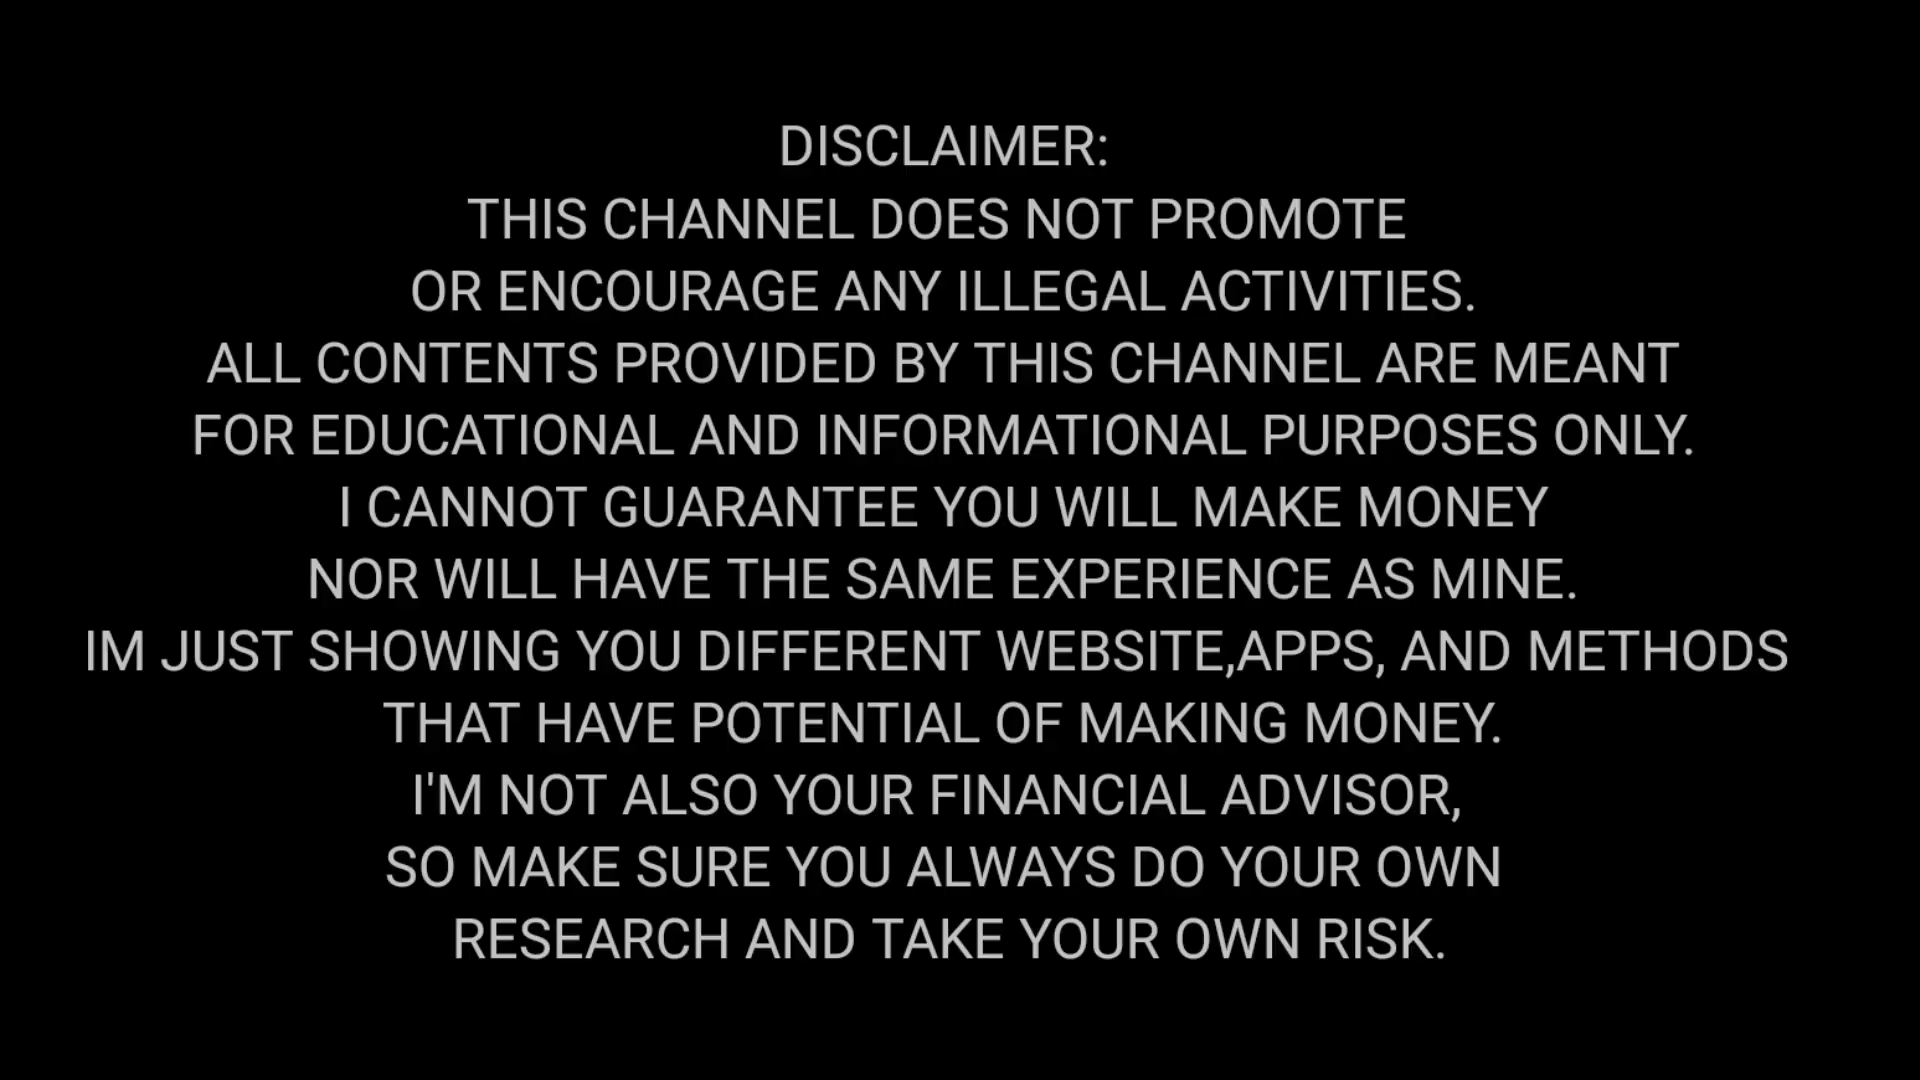 DISCLAIMER:
THIS CHANNEL DOES NOT PROMOTE
OR ENCOURAGE ANY ILLEGAL ACTIVITIES.
ALL CONTENTS PROVIDED BY THIS CHANNEL ARE MEANT
FOR EDUCATIONAL AND INFORMATIONAL PURPOSES ONLY.
I CANNOT GUARANTEE YOU WILL MAKE MONEY
NOR WILL HAVE THE SAME EXPERIENCE AS MINE.
IM JUST SHOWING YOU DIFFERENT WEBSITE,APPS, AND METHODS
THAT HAVE POTENTIAL OF MAKING MONEY.
I'M NOT ALSO YOUR FINANCIAL ADVISOR,
SO MAKE SURE YOU ALWAYS DO YOUR OWN
RESEARCH AND TAKE YOUR OWN RISK.